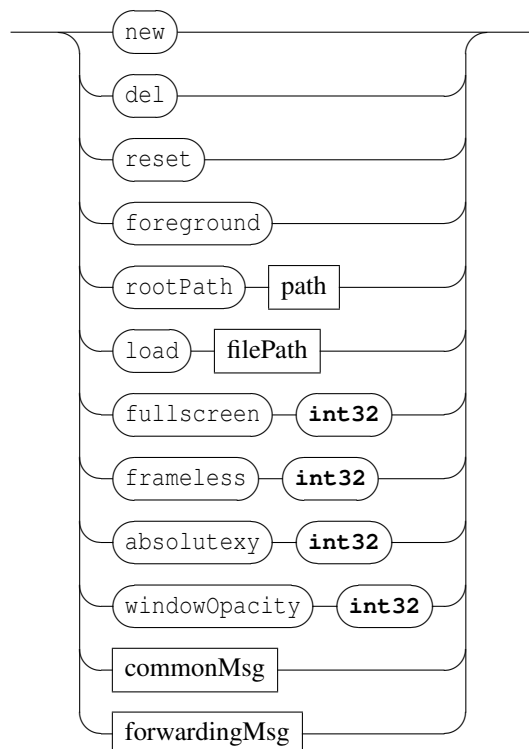 new
del
reset
foreground
rootPath path
load filePath
fullscreen int32
frameless int32
absolutexy int32
windowOpacity int32
commonMsg
forwardingMsg